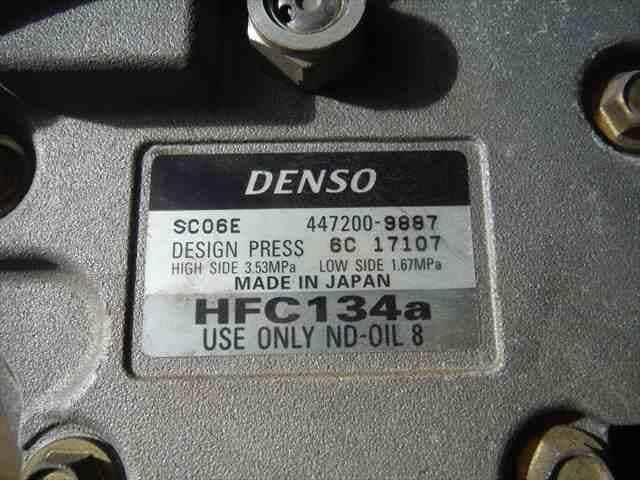 DENSO
SC06E 447200-9887
DESIGN PRESS 6C 17107
HIGH SIDE 3.53MPa LOW SIDE 1.67MPa
MADE IN JAPAN
HFC134a
USE ONLY ND-OIL 8